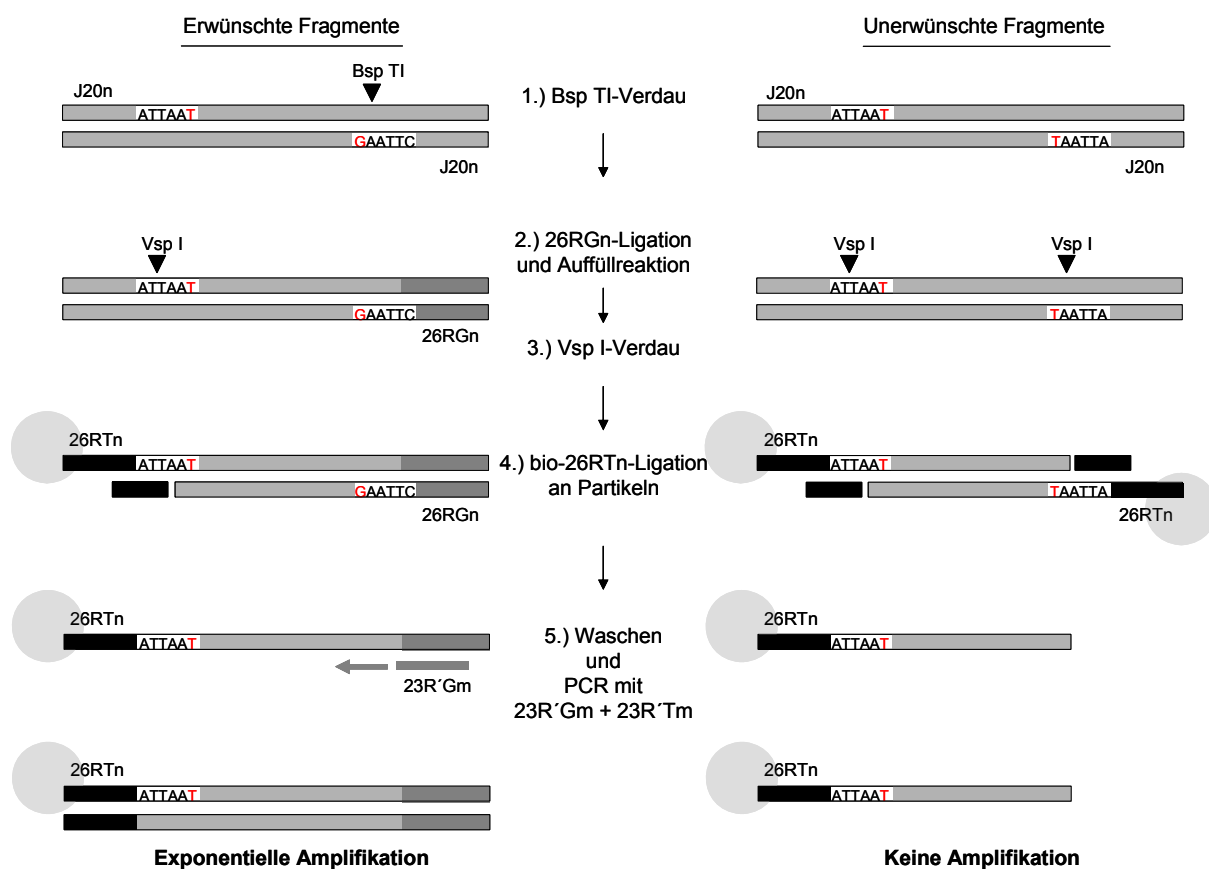 Erwünschte Fragmente
Unerwünschte Fragmente
J20n
Bsp TI
ATTAAT
GAATTC
J20n
1.) Bsp TI-Verdau
J20n
ATTAAT
TAATTA
J20n
Vsp I
ATTAAT
GAATTC
26RGn
2.) 26RGn-Ligation
und Auffüllreaktion
Vsp I
Vsp I
ATTAAT
TAATTA
3.) Vsp I-Verdau
26RTn
ATTAAT
GAATTC
26RGn
4.) bio-26RTn-Ligation
an Partikeln
26RTn
ATTAAT
TAATTA
26RTn
26RTn
ATTAAT
23R´Gm
5.) Waschen
und
PCR mit
23R´Gm + 23R´Tm
26RTn
ATTAAT
26RTn
ATTAAT
26RTn
ATTAAT
Exponentielle Amplifikation
Keine Amplifikation